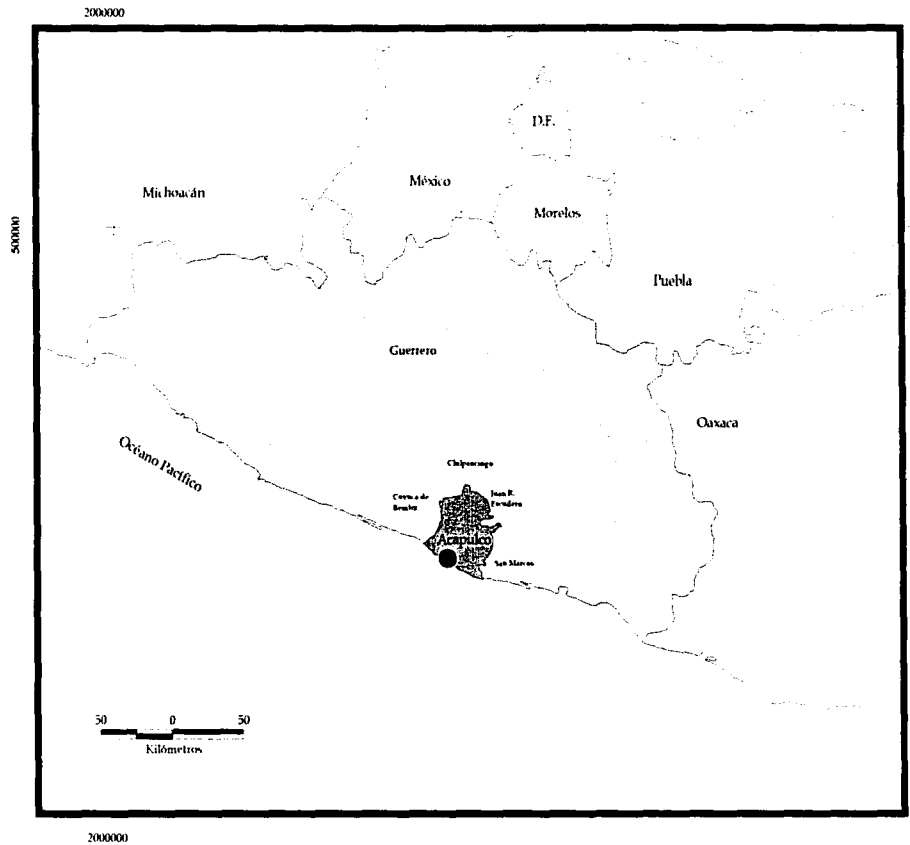 2000000
D.F.
México
Michoacán
Morelos
500000
Puebla
Guerrero
Oaxaca
Océano Pacífico
Chilpancingo
Coyuca de
Benítez
Juan R.
Escudero
Acapulco
San Marcos
50 0 50
Kilómetros
2000000